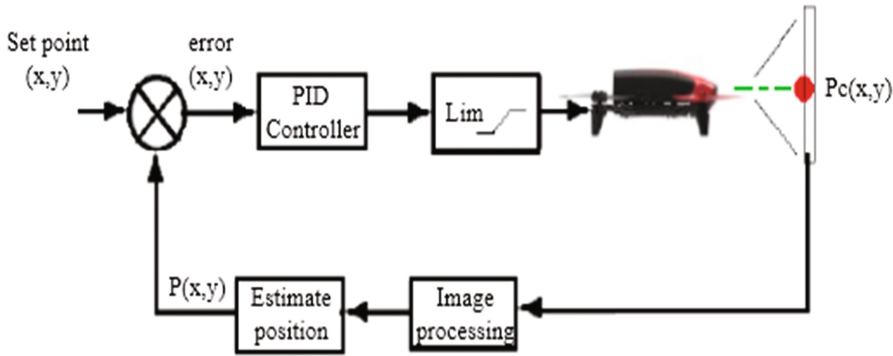 Set point
(x,y)
error
(x,y)
PID
Controller
Lim
Pc(x,y)
P(x,y)
Estimate
position
Image
processing